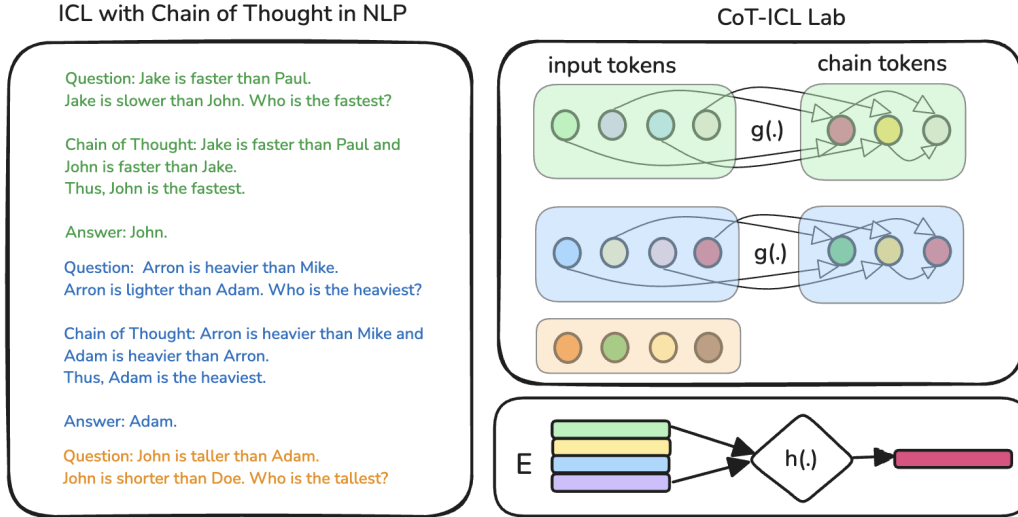 ICL with Chain of Thought in NLP
Question: Jake is faster than Paul.
Jake is slower than John. Who is the fastest?
Chain of Thought: Jake is faster than Paul and
John is faster than Jake.
Thus, John is the fastest.
Answer: John.
Question:  Arron is heavier than Mike.
Arron is lighter than Adam. Who is the heaviest?
Chain of Thought: Arron is heavier than Mike and
Adam is heavier than Arron.
Thus, Adam is the heaviest.
Answer: Adam.
Question: John is taller than Adam.
John is shorter than Doe. Who is the tallest?
CoT-ICL Lab
input tokens
chain tokens
g(.)
g(.)
E
h(.)